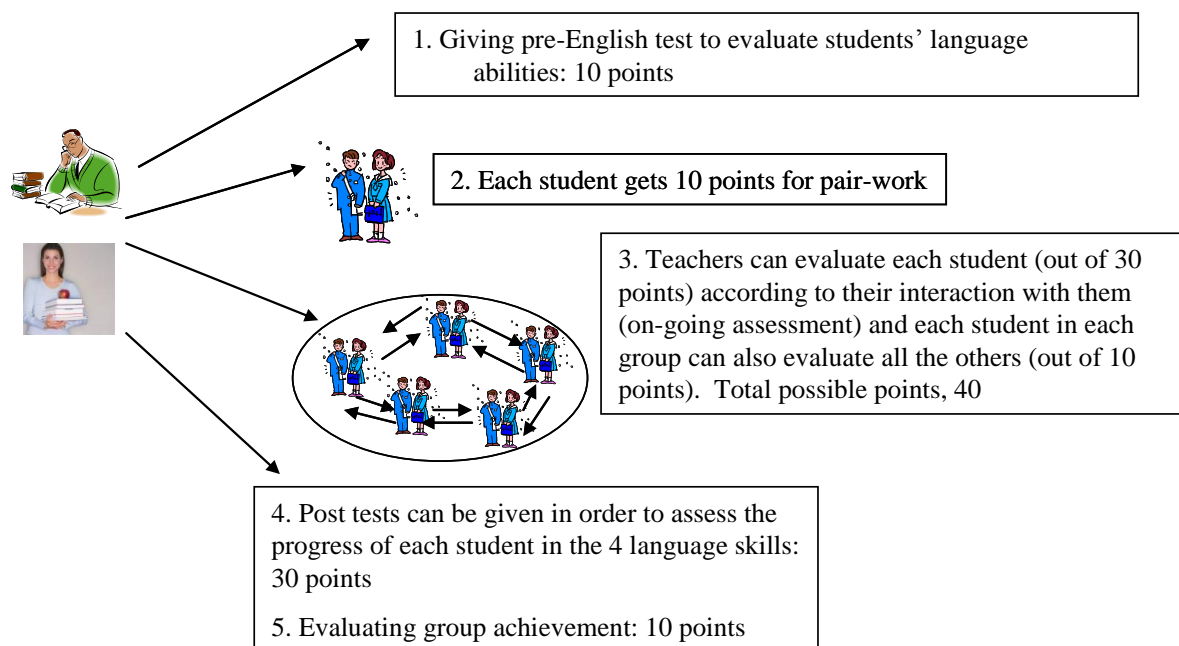 1. Giving pre-English test to evaluate students’ language
abilities: 10 points
2. Each student gets 10 points for pair-work
3. Teachers can evaluate each student (out of 30
points) according to their interaction with them
(on-going assessment) and each student in each
group can also evaluate all the others (out of 10
points).  Total possible points, 40
4. Post tests can be given in order to assess the
progress of each student in the 4 language skills:
30 points
5. Evaluating group achievement: 10 points